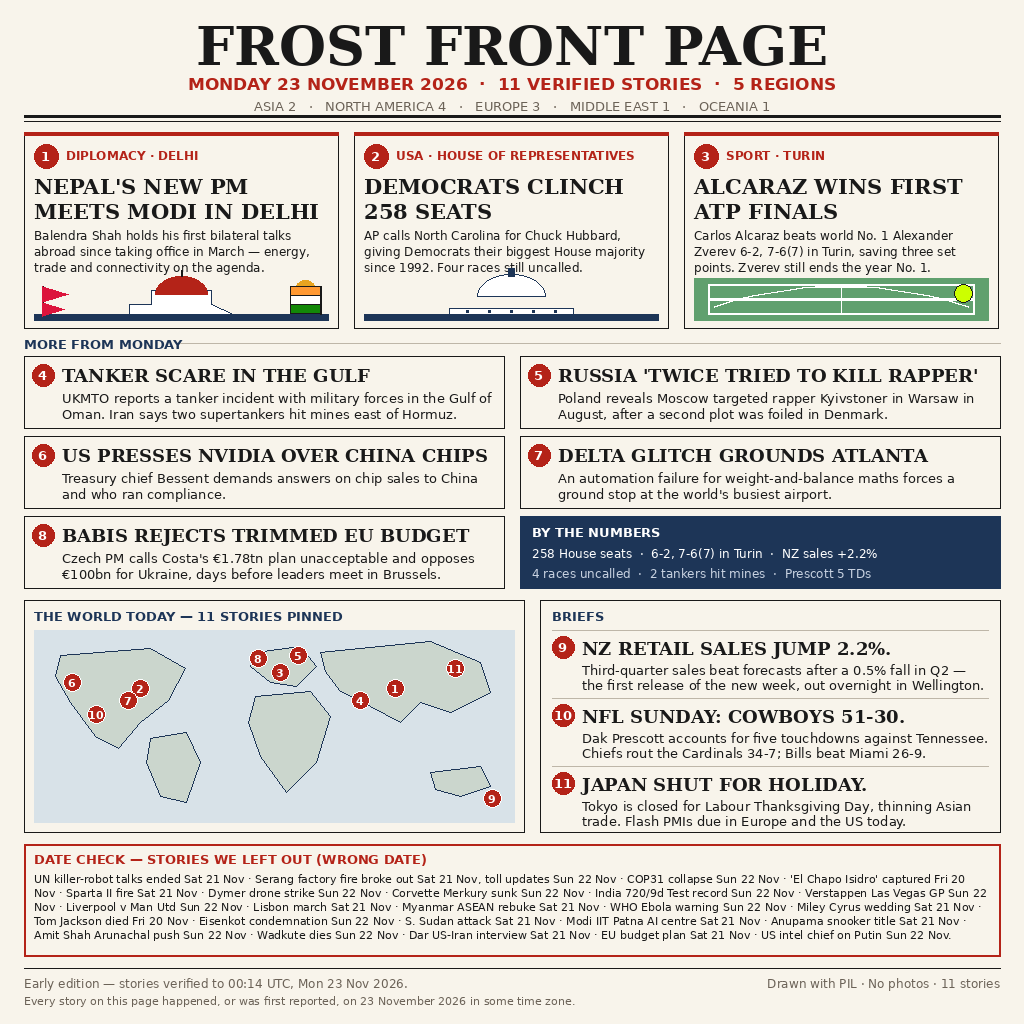 FROST FRONT PAGE
MONDAY 23 NOVEMBER 2026 · 11 VERIFIED STORIES · 5 REGIONS
ASIA 2 · NORTH AMERICA 4 · EUROPE 3 · MIDDLE EAST 1 · OCEANIA 1
1 DIPLOMACY · DELHI
NEPAL'S NEW PM
MEETS MODI IN DELHI
Balendra Shah holds his first bilateral talks
abroad since taking office in March — energy,
trade and connectivity on the agenda.
2 USA · HOUSE OF REPRESENTATIVES
DEMOCRATS CLINCH
258 SEATS
AP calls North Carolina for Chuck Hubbard,
giving Democrats their biggest House majority
since 1992. Four races still uncalled.
3 SPORT · TURIN
ALCARAZ WINS FIRST
ATP FINALS
Carlos Alcaraz beats world No. 1 Alexander
Zverev 6-2, 7-6(7) in Turin, saving three set
points. Zverev still ends the year No. 1.
MORE FROM MONDAY
4 TANKER SCARE IN THE GULF
UKMTO reports a tanker incident with military forces in the Gulf of
Oman. Iran says two supertankers hit mines east of Hormuz.
5 RUSSIA 'TWICE TRIED TO KILL RAPPER'
Poland reveals Moscow targeted rapper Kyivstoner in Warsaw in
August, after a second plot was foiled in Denmark.
6 US PRESSES NVIDIA OVER CHINA CHIPS
Treasury chief Bessent demands answers on chip sales to China
and who ran compliance.
7 DELTA GLITCH GROUNDS ATLANTA
An automation failure for weight-and-balance maths forces a
ground stop at the world's busiest airport.
8 BABIS REJECTS TRIMMED EU BUDGET
Czech PM calls Costa's €1.78tn plan unacceptable and opposes
€100bn for Ukraine, days before leaders meet in Brussels.
BY THE NUMBERS
258 House seats · 6-2, 7-6(7) in Turin · NZ sales +2.2%
4 races uncalled · 2 tankers hit mines · Prescott 5 TDs
THE WORLD TODAY — 11 STORIES PINNED
8
5
3
11
6
2
7
10
1
4
9
BRIEFS
9 NZ RETAIL SALES JUMP 2.2%.
Third-quarter sales beat forecasts after a 0.5% fall in Q2 —
the first release of the new week, out overnight in Wellington.
10 NFL SUNDAY: COWBOYS 51-30.
Dak Prescott accounts for five touchdowns against Tennessee.
Chiefs rout the Cardinals 34-7; Bills beat Miami 26-9.
11 JAPAN SHUT FOR HOLIDAY.
Tokyo is closed for Labour Thanksgiving Day, thinning Asian
trade. Flash PMIs due in Europe and the US today.
DATE CHECK — STORIES WE LEFT OUT (WRONG DATE)
UN killer-robot talks ended Sat 21 Nov · Serang factory fire broke out Sat 21 Nov, toll updates Sun 22 Nov · COP31 collapse Sun 22 Nov · 'El Chapo Isidro' captured Fri 20
Nov · Sparta II fire Sat 21 Nov · Dymer drone strike Sun 22 Nov · Corvette Merkury sunk Sun 22 Nov · India 720/9d Test record Sun 22 Nov · Verstappen Las Vegas GP Sun 22
Nov · Liverpool v Man Utd Sun 22 Nov · Lisbon march Sat 21 Nov · Myanmar ASEAN rebuke Sat 21 Nov · WHO Ebola warning Sun 22 Nov · Miley Cyrus wedding Sat 21 Nov ·
Tom Jackson died Fri 20 Nov · Eisenkot condemnation Sun 22 Nov · S. Sudan attack Sat 21 Nov · Modi IIT Patna AI centre Sat 21 Nov · Anupama snooker title Sat 21 Nov ·
Amit Shah Arunachal push Sun 22 Nov · Wadkute dies Sun 22 Nov · Dar US-Iran interview Sat 21 Nov · EU budget plan Sat 21 Nov · US intel chief on Putin Sun 22 Nov.
Early edition — stories verified to 00:14 UTC, Mon 23 Nov 2026.
Drawn with PIL · No photos · 11 stories
Every story on this page happened, or was first reported, on 23 November 2026 in some time zone.